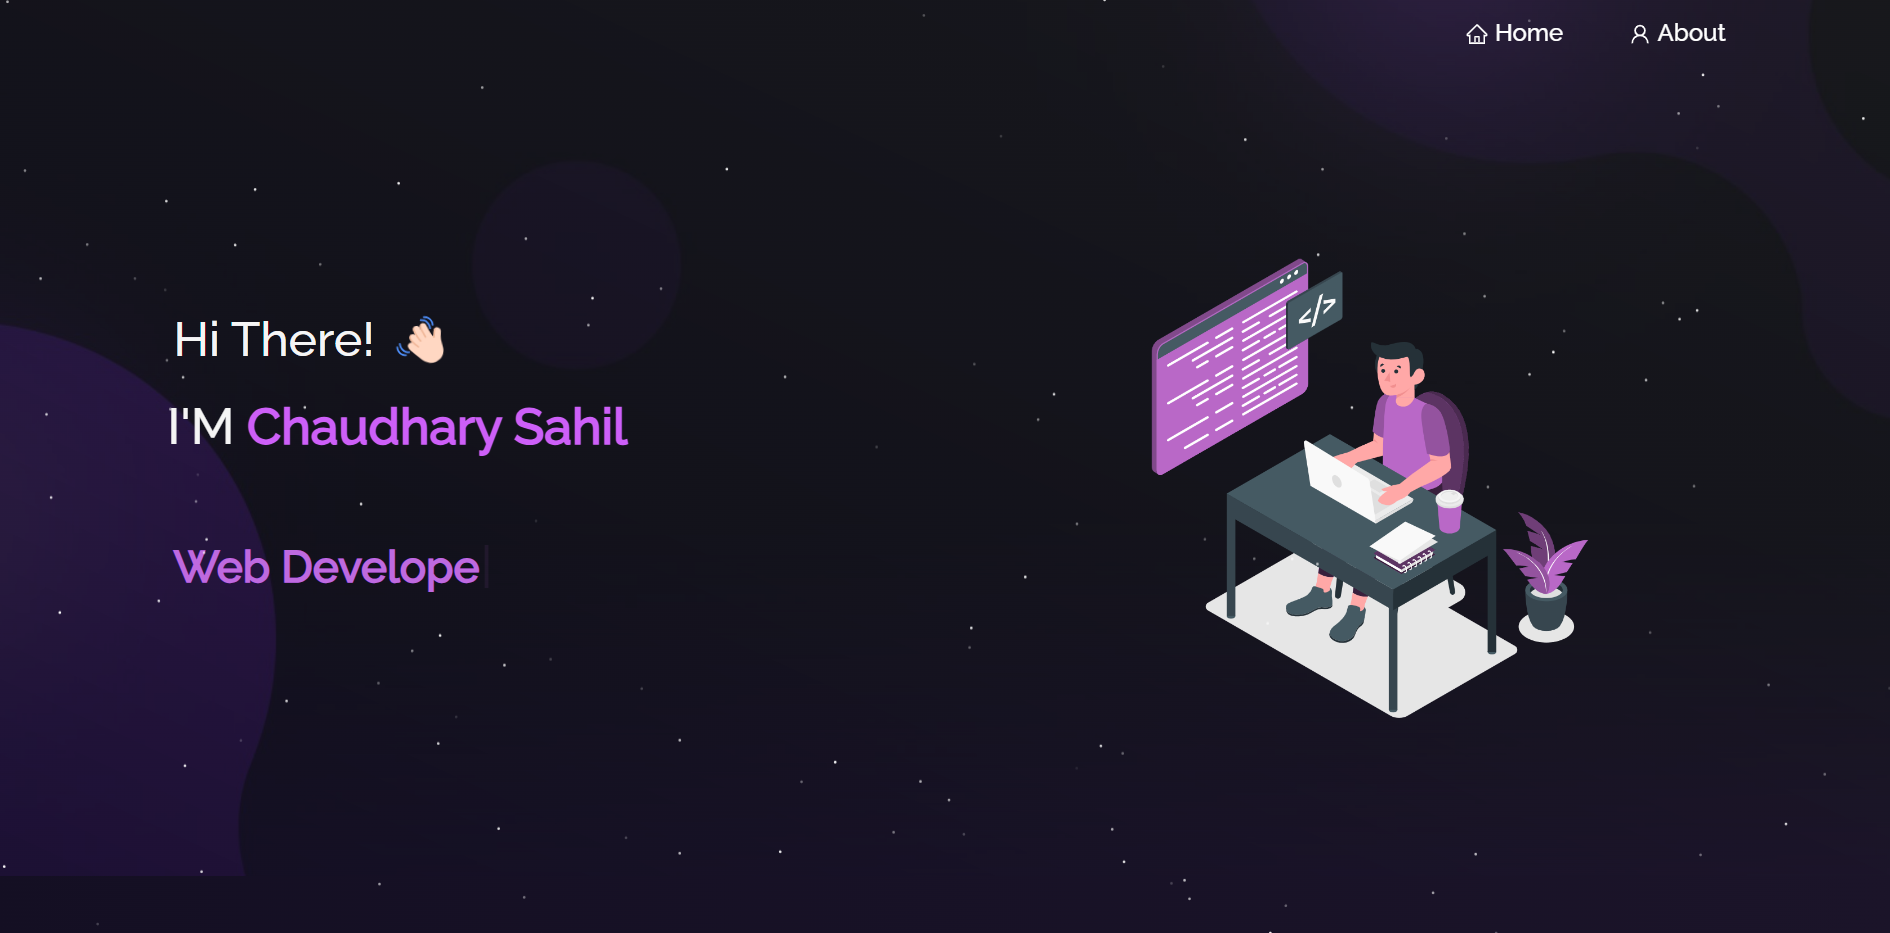 Home
About
Hi There! 👋🏻
I'M Chaudhary Sahil
Web Develope
</>